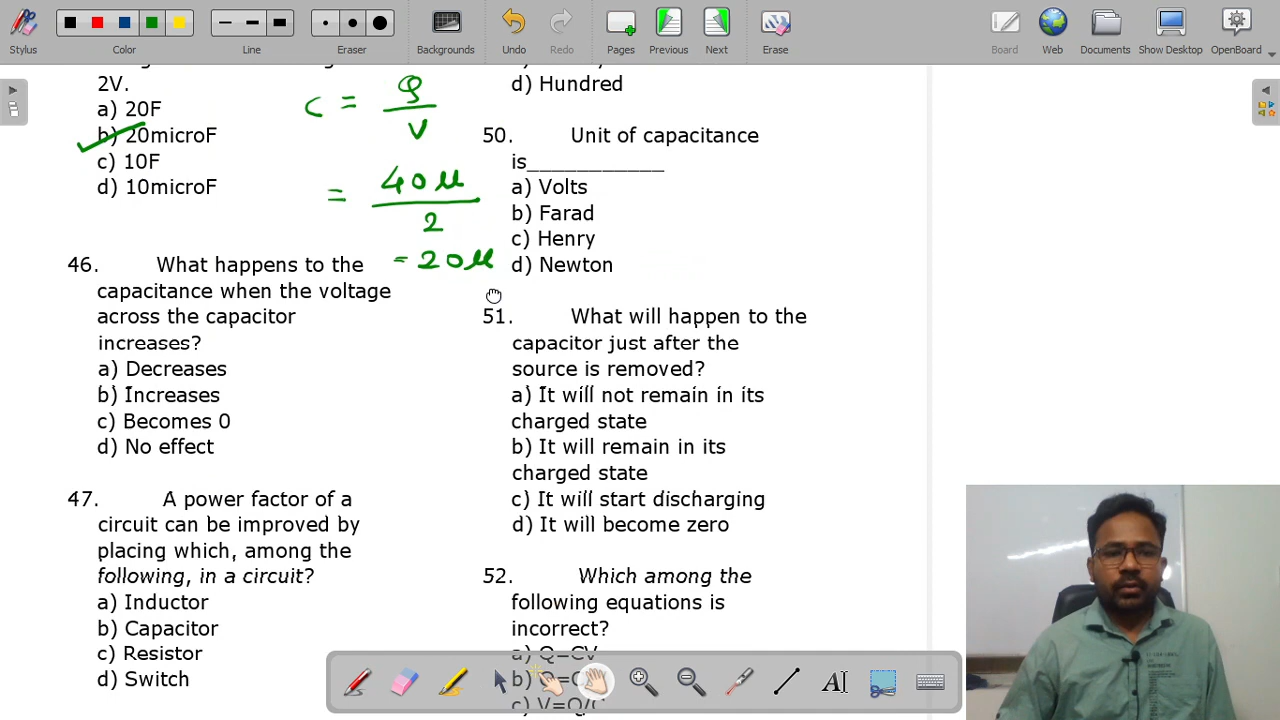 Stylus
Color
Line
Eraser
Backgrounds
Undo
Redo
Pages
Previous
Next
Erase
Board
Web
Documents
Show Desktop
OpenBoard
2V.
a) 20F
b) 20microF
c) 10F
d) 10microF
C = Q / V
= 40 μ / 2
= 20 μ
46. What happens to the
capacitance when the voltage
across the capacitor
increases?
a) Decreases
b) Increases
c) Becomes 0
d) No effect
47. A power factor of a
circuit can be improved by
placing which, among the
following, in a circuit?
a) Inductor
b) Capacitor
c) Resistor
d) Switch
d) Hundred
50. Unit of capacitance
is___________
a) Volts
b) Farad
c) Henry
d) Newton
51. What will happen to the
capacitor just after the
source is removed?
a) It will not remain in its
charged state
b) It will remain in its
charged state
c) It will start discharging
d) It will become zero
52. Which among the
following equations is
incorrect?
a) Q=CV
c) V=Q/C